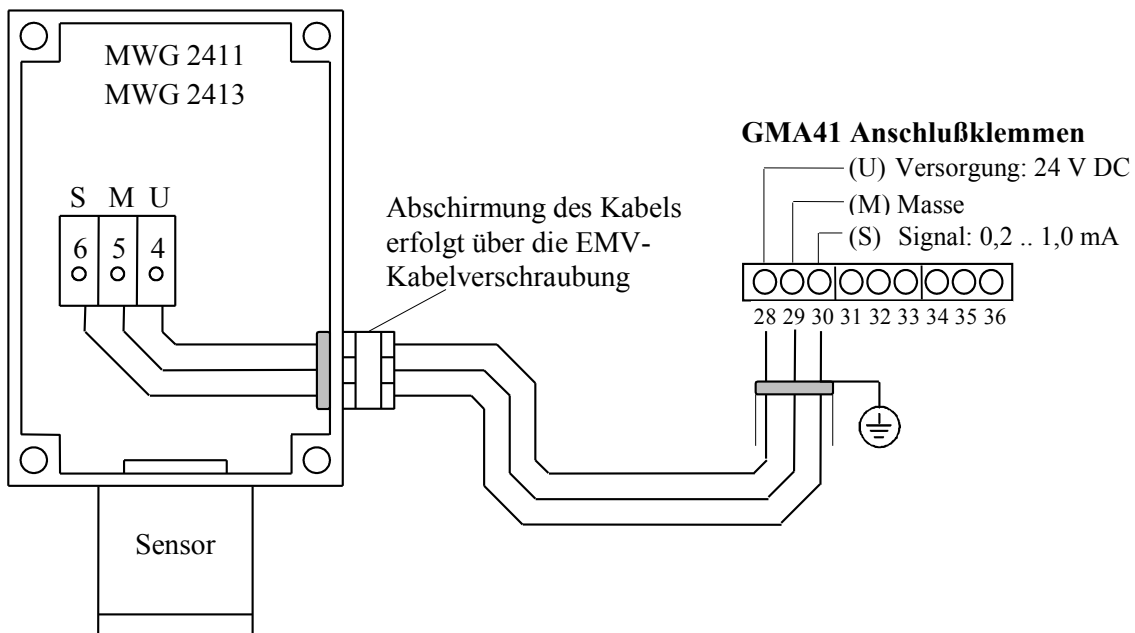 MWG 2411
MWG 2413
S M U
6 5 4
Abschirmung des Kabels
erfolgt über die EMV-
Kabelverschraubung
Sensor
GMA41 Anschlußklemmen
(U) Versorgung: 24 V DC
(M) Masse
(S) Signal: 0,2 .. 1,0 mA
28 29 30 31 32 33 34 35 36